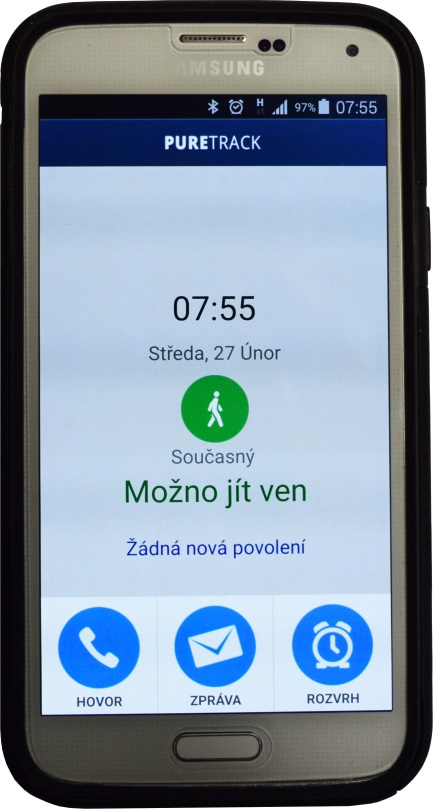 SAMSUNG
H
97%
07:55
PURETRACK
07:55
Středa, 27 Únor
Současný
Možno jít ven
Žádná nová povolení
HOVOR
ZPRÁVA
ROZVRH